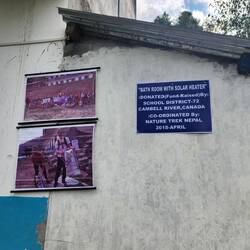 "BATH ROOM WITH SOLAR HEATER"
:DONATED(Fund-Raised)By:
SCHOOL DISTRICT-72
CAMBELL RIVER,CANADA
:CO-ORDINATED BY:
NATURE TREK NEPAL
2018-APRIL